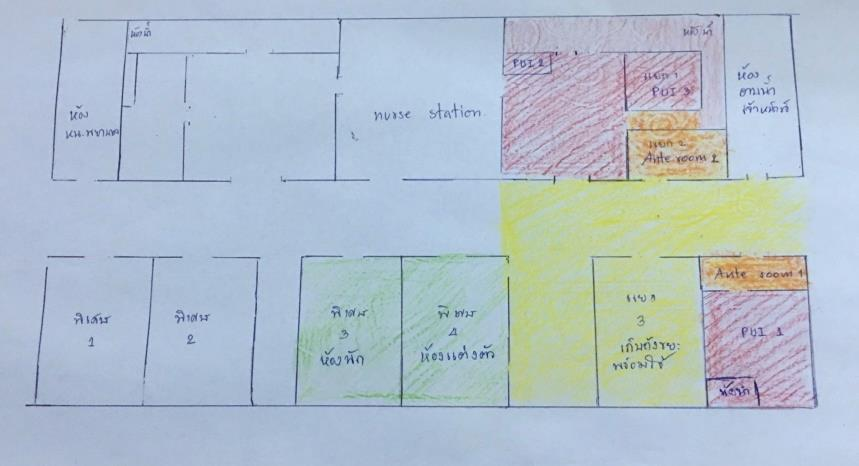 ห้องน้ำ
ห้อง
หน.พยาบาล
nurse station
ห้องน้ำ
PUI 2
แยก 1
PUI 3
แยก 2
Ante room 2
ห้อง
อาบน้ำ
เจ้าหน้าที่
พิเศษ
1
พิเศษ
2
พิเศษ
3
ห้องพัก
พิเศษ
4
ห้องแต่งตัว
แยก
3
เก็บถังขยะ
พร้อมใช้
Ante room 1
PUI 1
ห้องน้ำ